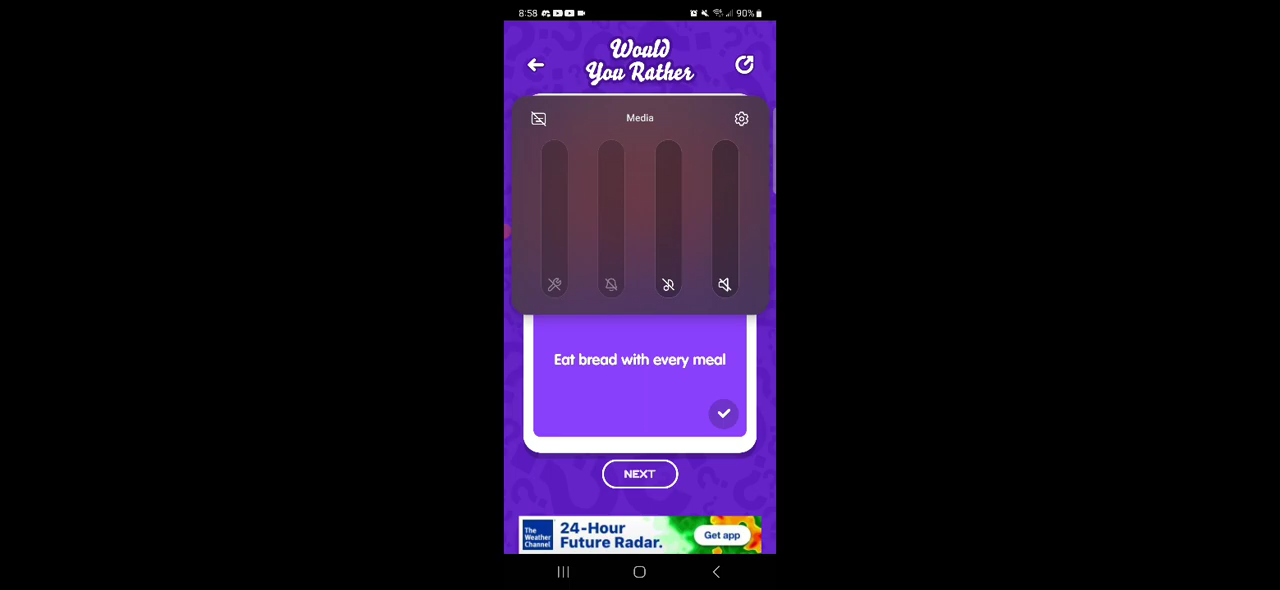 8:58
90%
Would
You Rather
Media
Eat bread with every meal
NEXT
The
Weather
Channel
24-Hour
Future Radar.
Get app